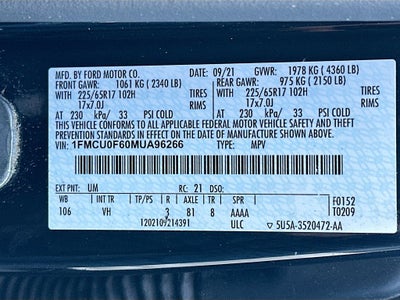 MFD. BY FORD MOTOR CO. 09/21 GVWR: 1978 KG ( 4360 LB)
FRONT GAWR: 1061 KG ( 2340 LB) REAR GAWR: 975 KG ( 2150 LB)
WITH 225/65R17 102H TIRES WITH 225/65R17 102H TIRES
17x7.0J RIMS 17x7.0J RIMS
AT 230 kPa/ 33 PSI COLD AT 230 kPa/ 33 PSI COLD
THIS VEHICLE CONFORMS TO ALL APPLICABLE FEDERAL MOTOR VEHICLE SAFETY BUMPER, AND THEFT
PREVENTION STANDARDS IN EFFECT ON THE DATE OF MANUFACTURE SHOWN ABOVE.
VIN: 1FMCU0F60MUA96266 TYPE: MPV
EXT PNT: UM RC: 21 DSO:
WB INT TR R AXLE TR SPR F0152
106 VH 3 81 8 AAAA T0209
120210921439 ULC 5U5A-3520472-AA